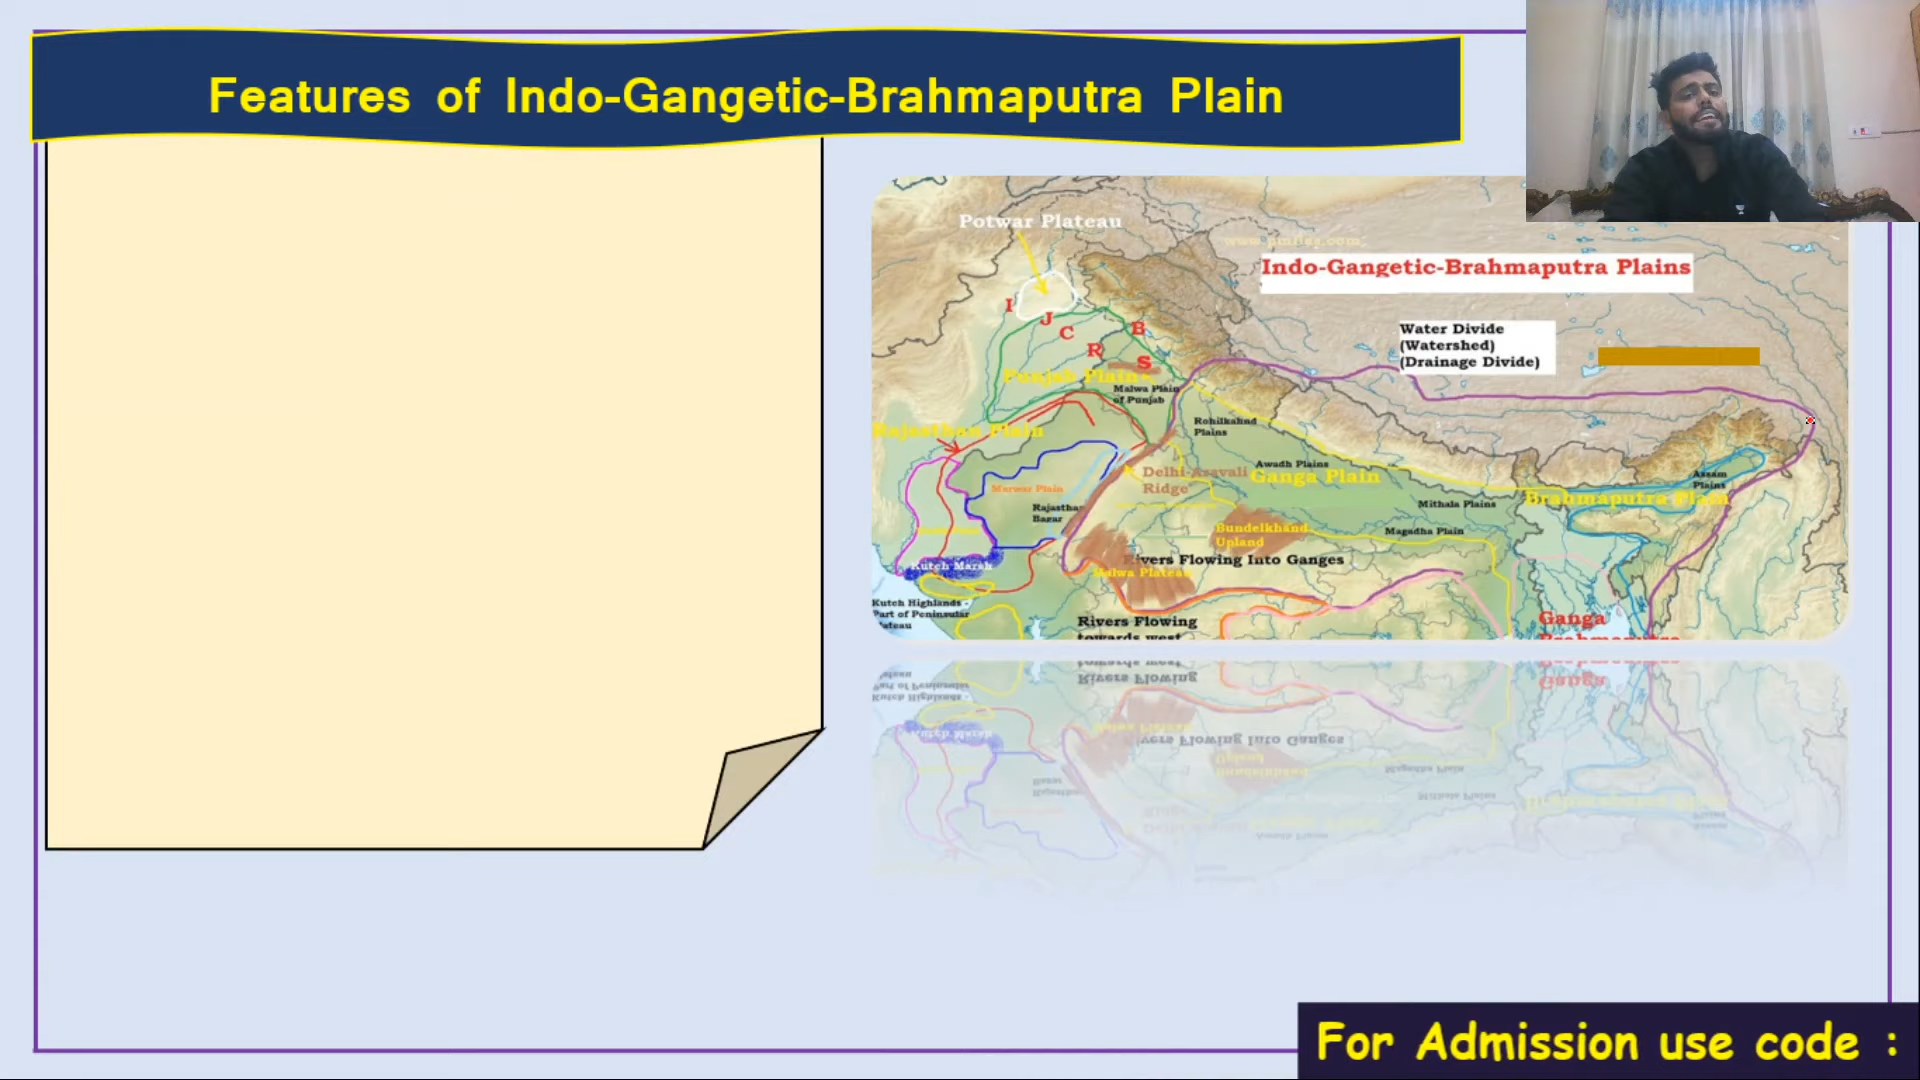 Features of Indo-Gangetic-Brahmaputra Plain
Potwar Plateau
Indo-Gangetic-Brahmaputra Plains
Water Divide
(Watershed)
(Drainage Divide)
I
J
C
R
B
S
Punjab Plain
Malwa Plain
of Punjab
Rajasthan Plain
Rohilkahnd
Plains
Delhi-Aravali
Ridge
Awadh Plains
Ganga Plain
Assam
Plains
Brahmaputra Plain
Marwar Plain
Rajasthan
Bagar
Mithala Plains
Magadha Plain
Bundelkhand
Upland
Rivers Flowing Into Ganges
Kutch Marsh
Malwa Plateau
Kutch Highlands -
Part of Peninsular
Plateau
Rivers Flowing
towards west
Ganga
Brahmaputra
For Admission use code :